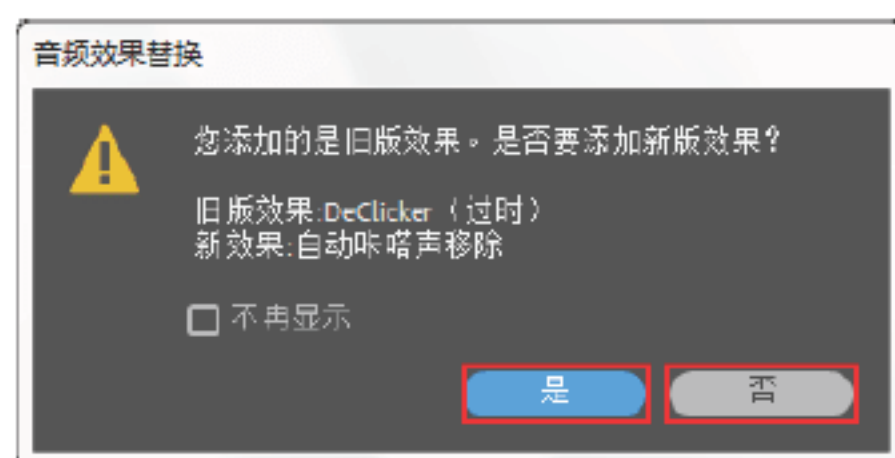 音频效果替换
您添加的是旧版效果。是否要添加新版效果?
旧版效果:DeClicker（过时）
新效果:自动咔嗒声移除
不再显示
是
否